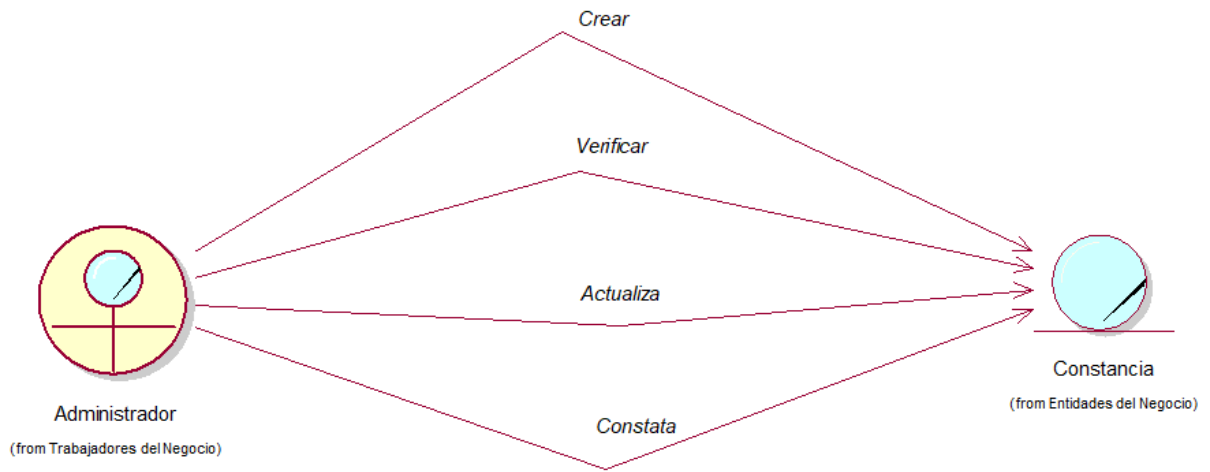 Crear
Verificar
Actualiza
Constata
Administrador
(from Trabajadores del Negocio)
Constancia
(from Entidades del Negocio)